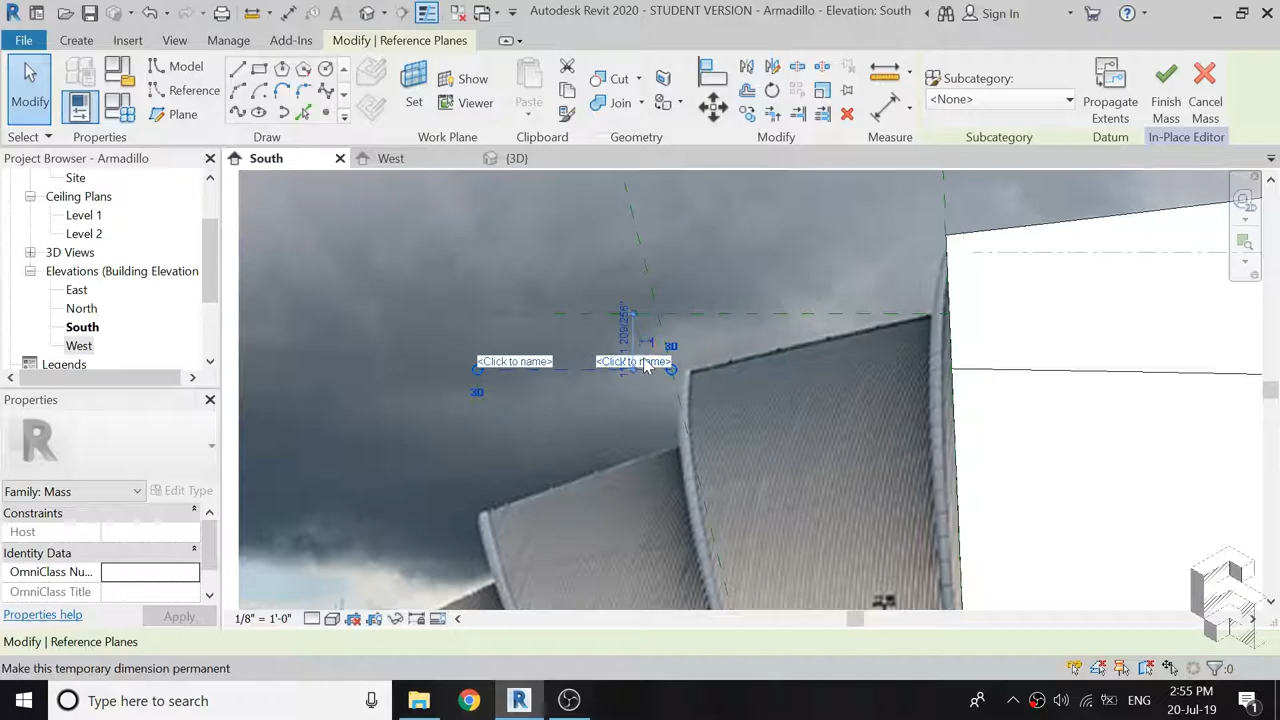 Autodesk Revit 2020 - STUDENT VERSION - Armadillo - Elevation: South
Sign In
File
Create
Insert
View
Manage
Add-Ins
Modify | Reference Planes
Modify
Model
Reference
Plane
Set
Show
Viewer
Paste
Cut
Join
Subcategory:
<None>
Propagate
Extents
Finish
Mass
Cancel
Mass
Select
Properties
Draw
Work Plane
Clipboard
Geometry
Modify
Measure
Subcategory
Datum
In-Place Editor
Project Browser - Armadillo
Site
Ceiling Plans
Level 1
Level 2
3D Views
Elevations (Building Elevation
East
North
South
West
Legends
South
West
{3D}
2D
<Click to name>
<Click to name>
3D
3D
Properties
R
Family: Mass
Edit Type
Constraints
Host
Identity Data
OmniClass Nu...
OmniClass Title
Properties help
Apply
1/8" = 1'-0"
Modify | Reference Planes
Make this temporary dimension permanent
:0
Type here to search
ENG
2:55 PM
20-Jul-19
1